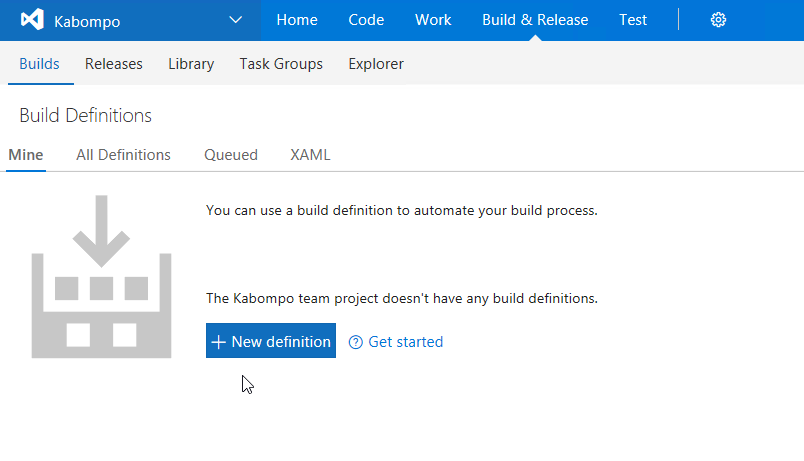 Kabompo Home Code Work Build & Release Test
Builds Releases Library Task Groups Explorer
Build Definitions
Mine All Definitions Queued XAML
You can use a build definition to automate your build process.
The Kabompo team project doesn't have any build definitions.
+ New definition ? Get started